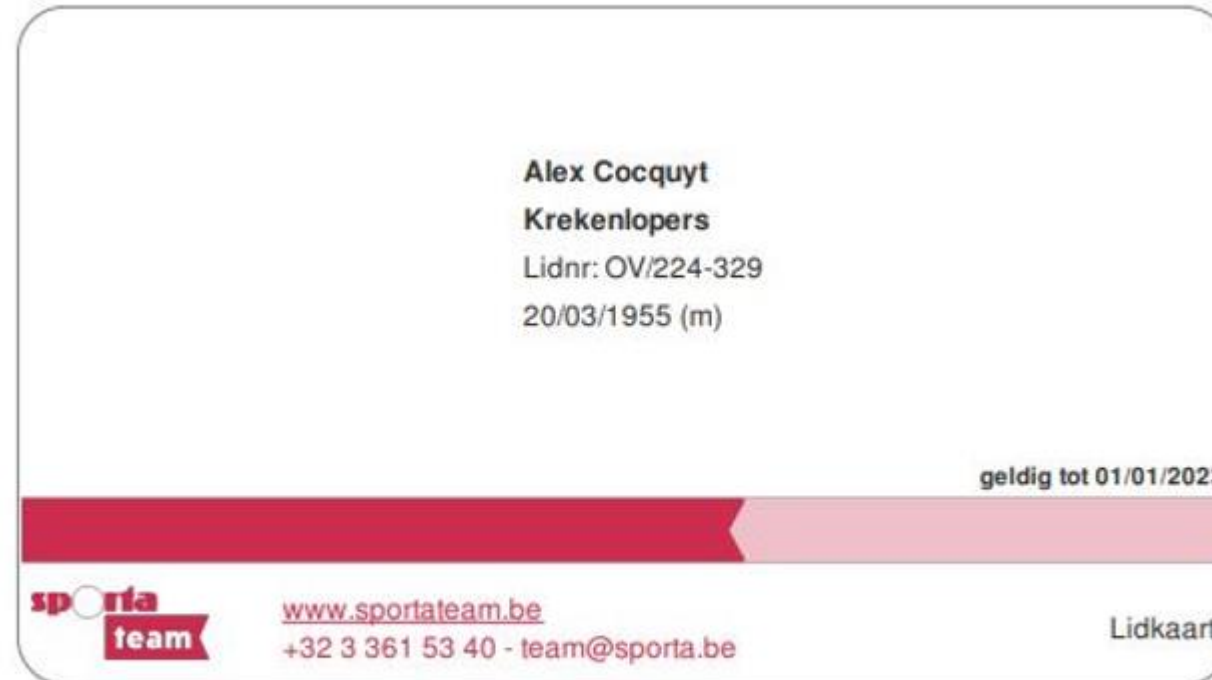 Alex Cocquyt
Krekenlopers
Lidnr: OV/224-329
20/03/1955 (m)
geldig tot 01/01/2023
sporta
team
www.sportateam.be
+32 3 361 53 40 - team@sporta.be
Lidkaart